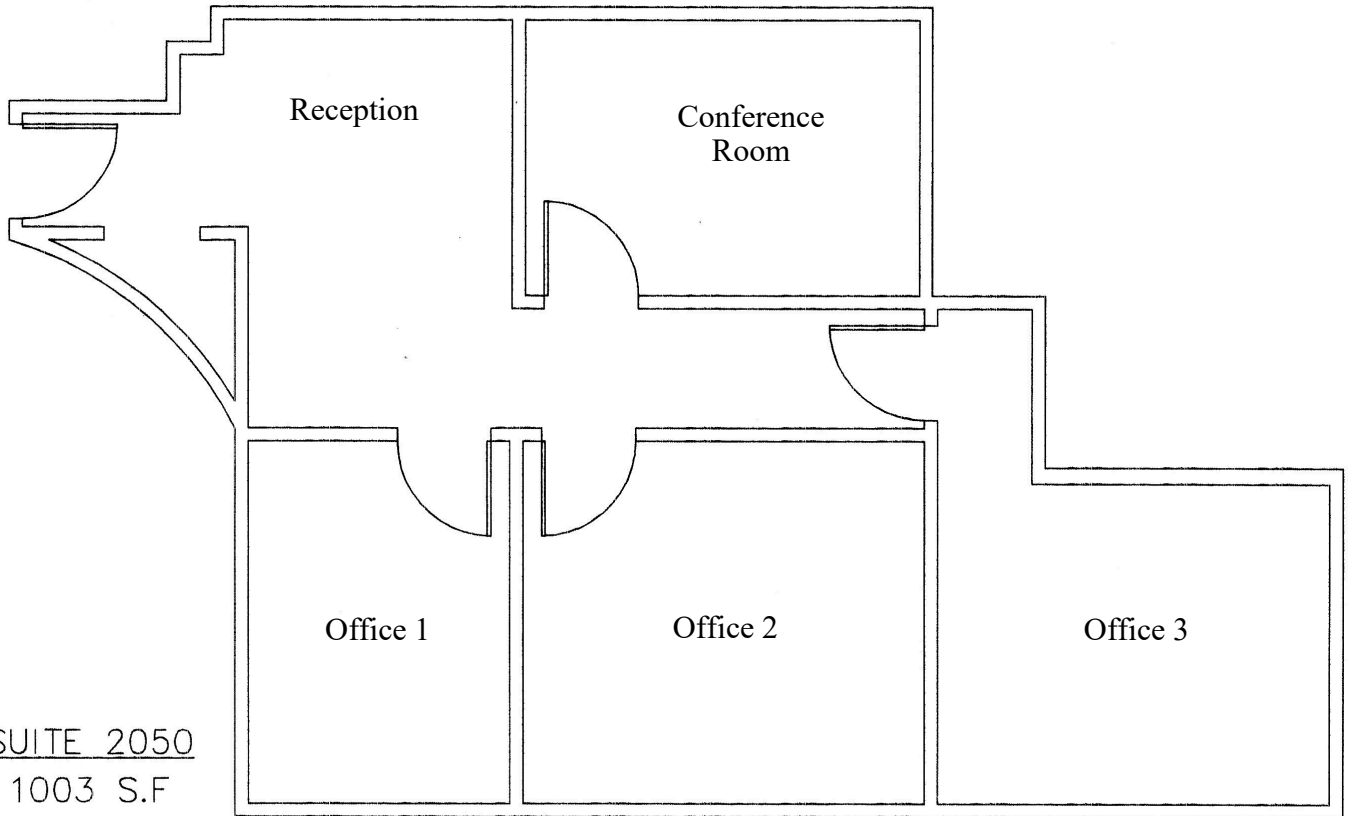 Reception
Conference
Room
Office 1
Office 2
Office 3
SUITE 2050
1003 S.F